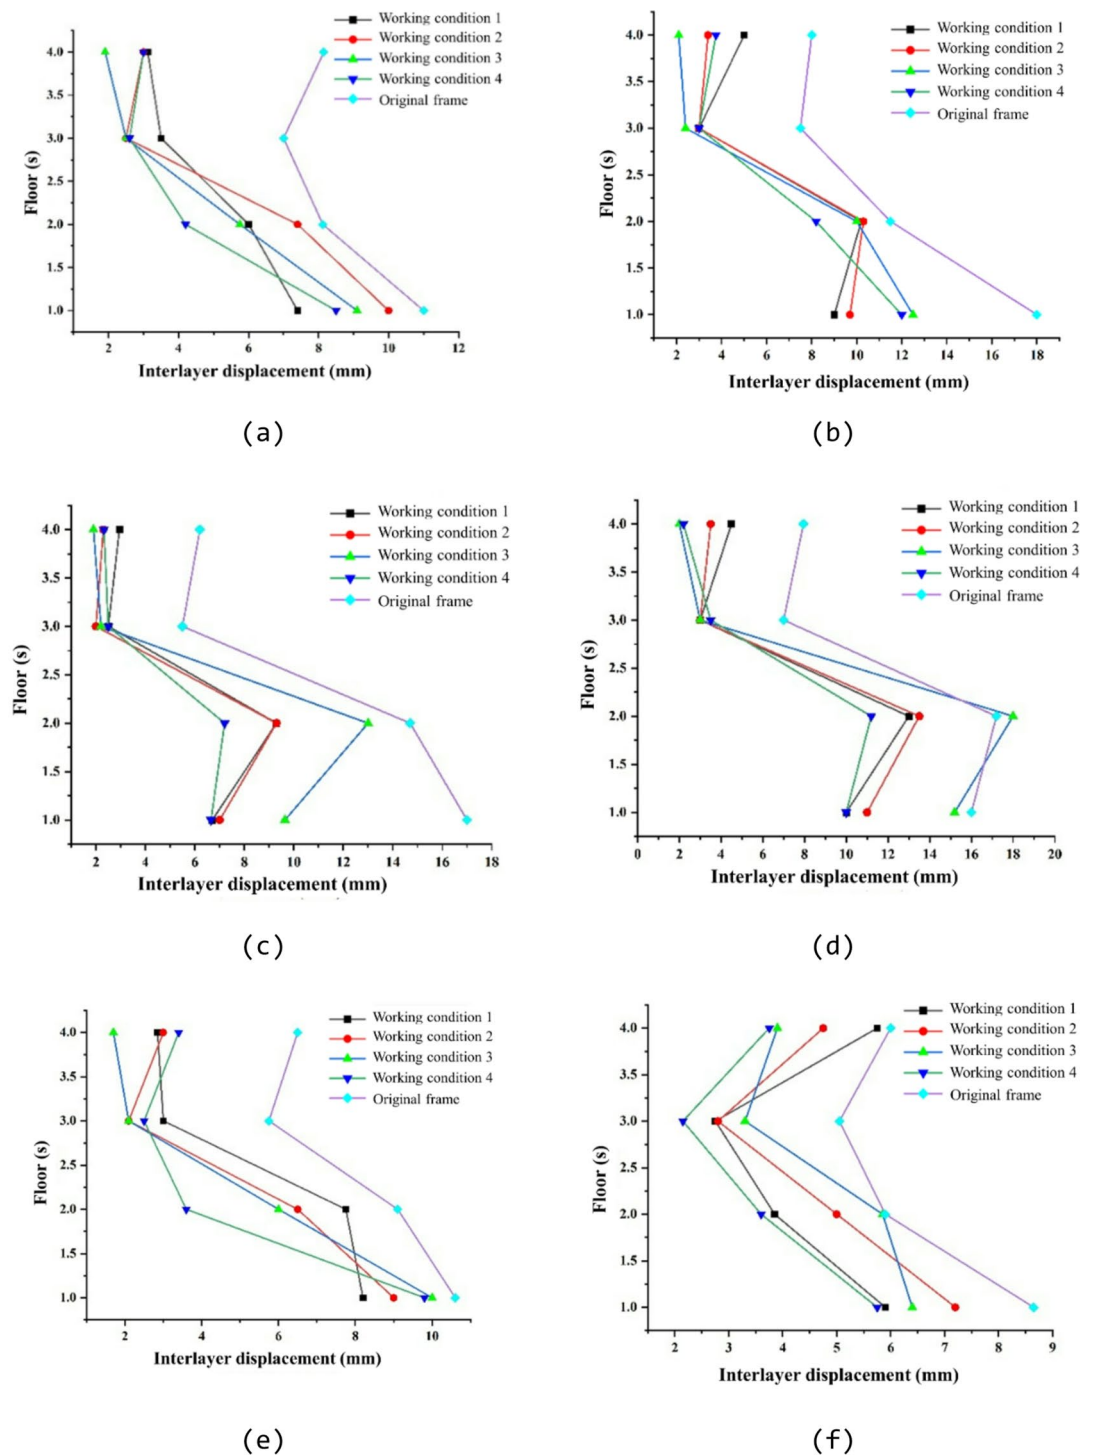 Working condition 1
Working condition 2
Working condition 3
Working condition 4
Original frame
4.0
3.5
3.0
2.5
2.0
1.5
1.0
Floor (s)
2 4 6 8 10 12
Interlayer displacement (mm)
(a)
Working condition 1
Working condition 2
Working condition 3
Working condition 4
Original frame
4.0
3.5
3.0
2.5
2.0
1.5
1.0
Floor (s)
2 4 6 8 10 12 14 16 18
Interlayer displacement (mm)
(b)
Working condition 1
Working condition 2
Working condition 3
Working condition 4
Original frame
4.0
3.5
3.0
2.5
2.0
1.5
1.0
Floor (s)
2 4 6 8 10 12 14 16 18
Interlayer displacement (mm)
(c)
Working condition 1
Working condition 2
Working condition 3
Working condition 4
Original frame
4.0
3.5
3.0
2.5
2.0
1.5
1.0
Floor (s)
0 2 4 6 8 10 12 14 16 18 20
Interlayer displacement (mm)
(d)
Working condition 1
Working condition 2
Working condition 3
Working condition 4
Original frame
4.0
3.5
3.0
2.5
2.0
1.5
1.0
Floor (s)
2 4 6 8 10
Interlayer displacement (mm)
(e)
Working condition 1
Working condition 2
Working condition 3
Working condition 4
Original frame
4.0
3.5
3.0
2.5
2.0
1.5
1.0
Floor (s)
2 3 4 5 6 7 8 9
Interlayer displacement (mm)
(f)